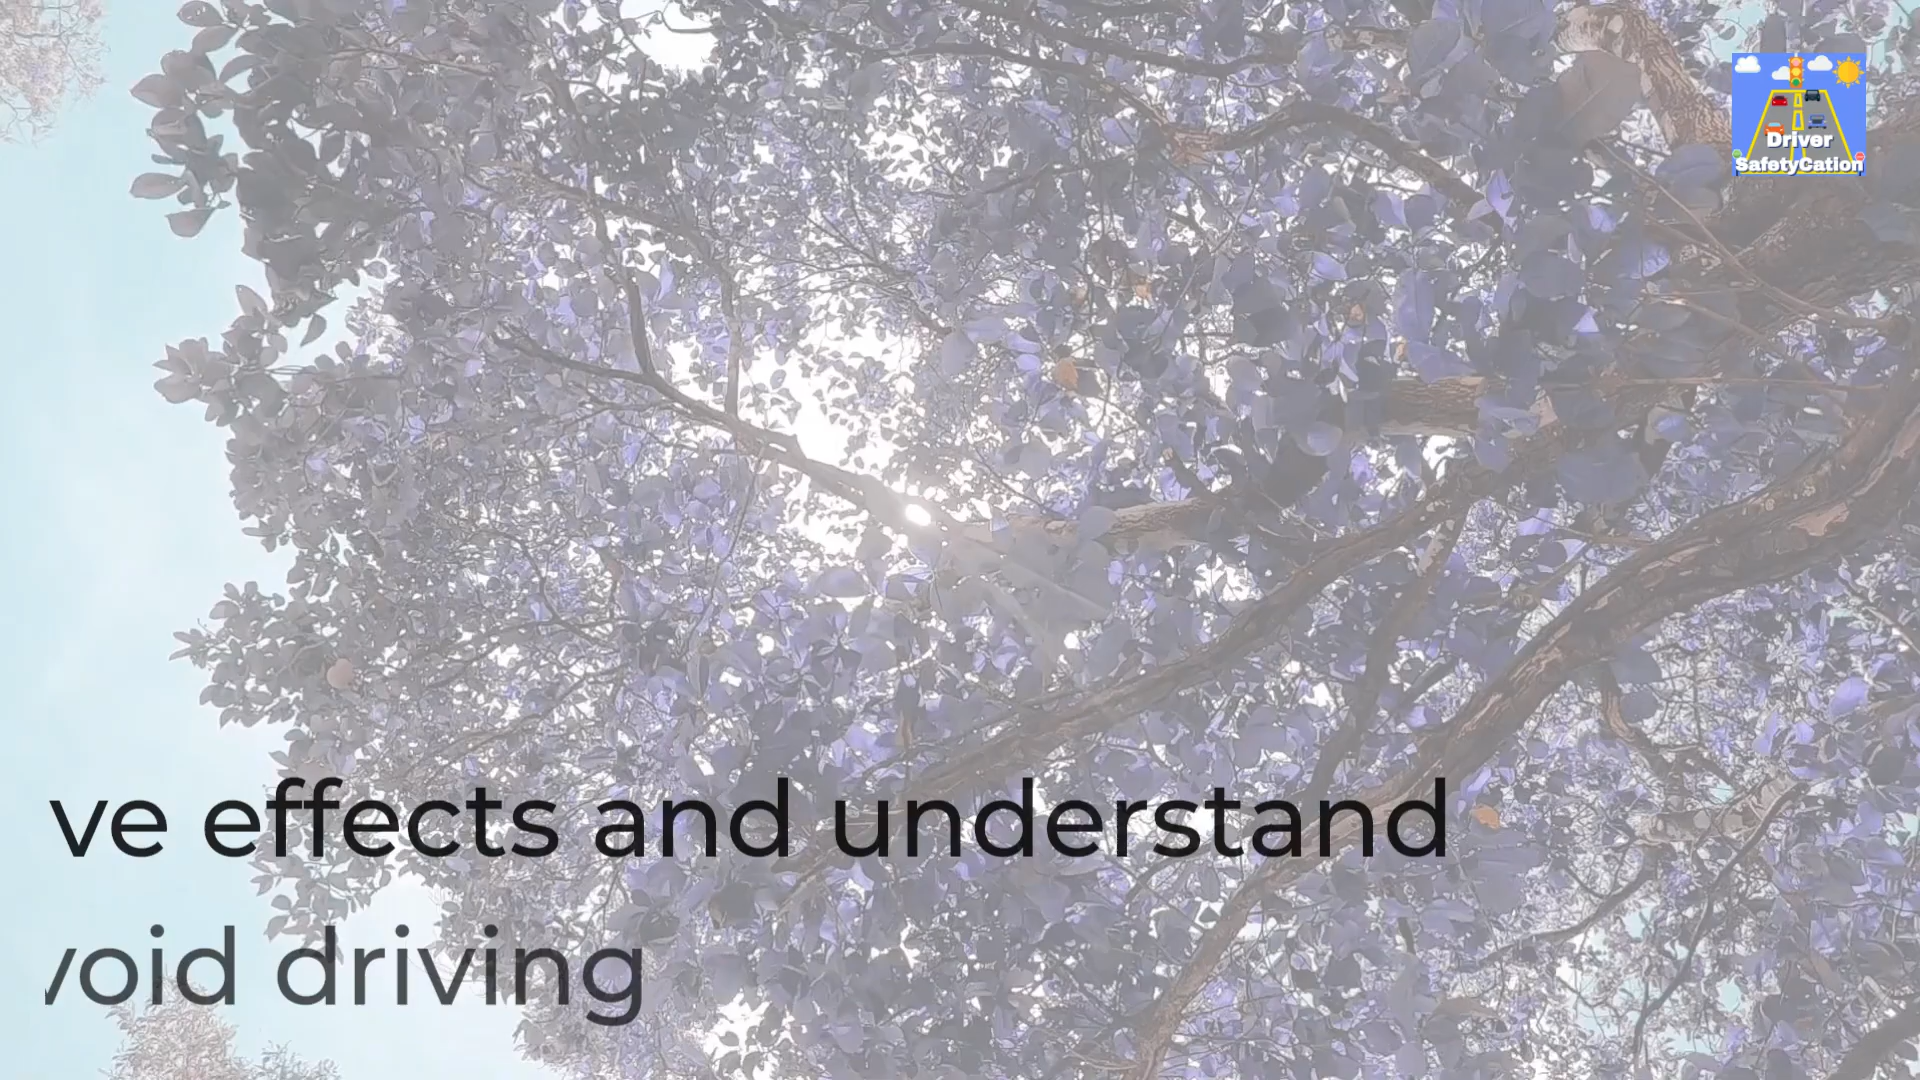 Driver
SafetyCation
ve effects and understand
void driving